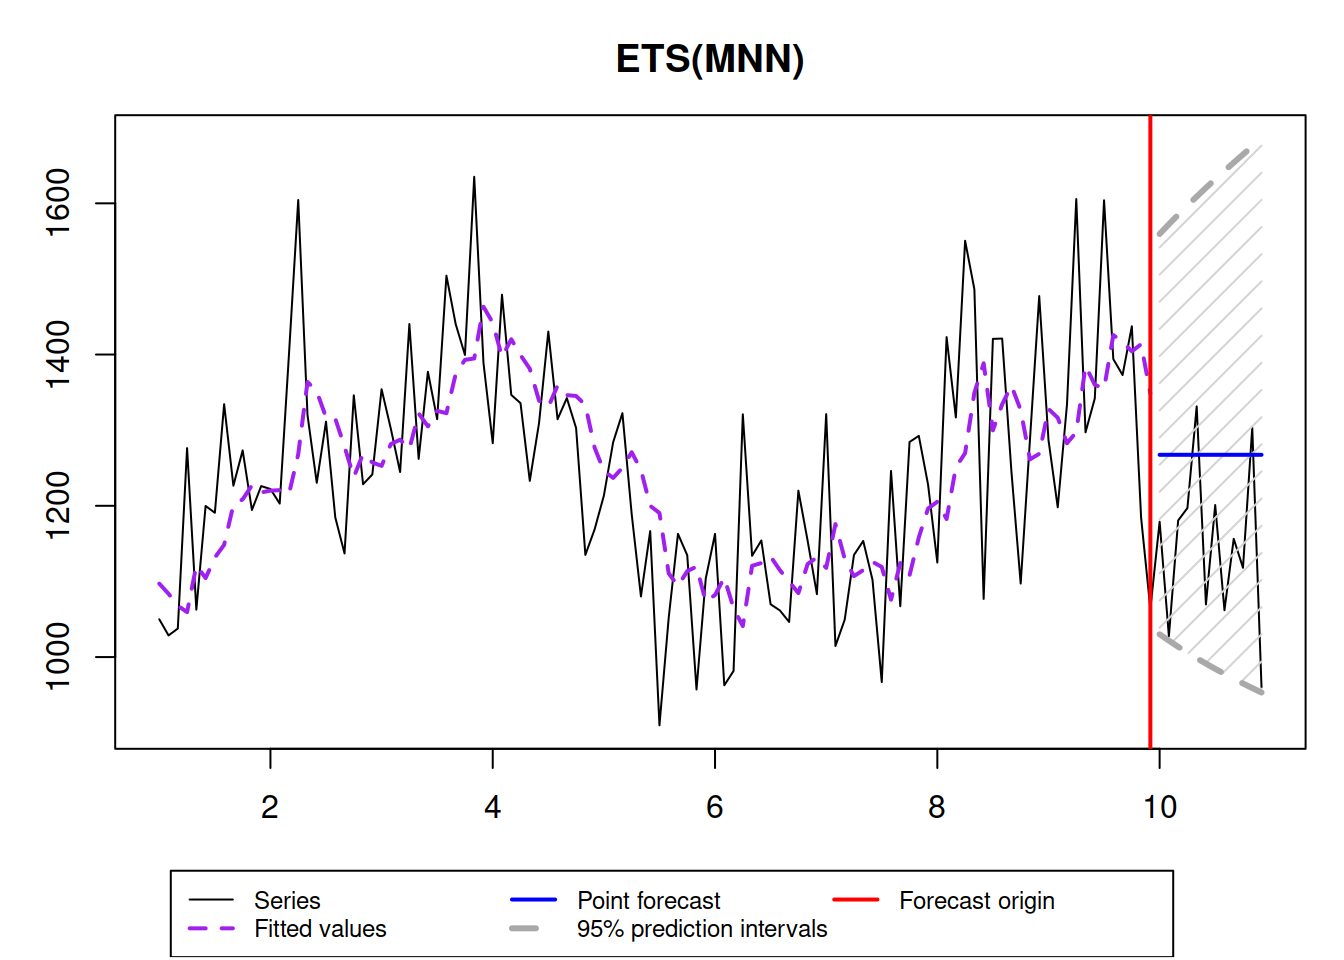 ETS(MNN)
1600
1400
1200
1000
2 4 6 8 10
Series Point forecast Forecast origin
Fitted values 95% prediction intervals